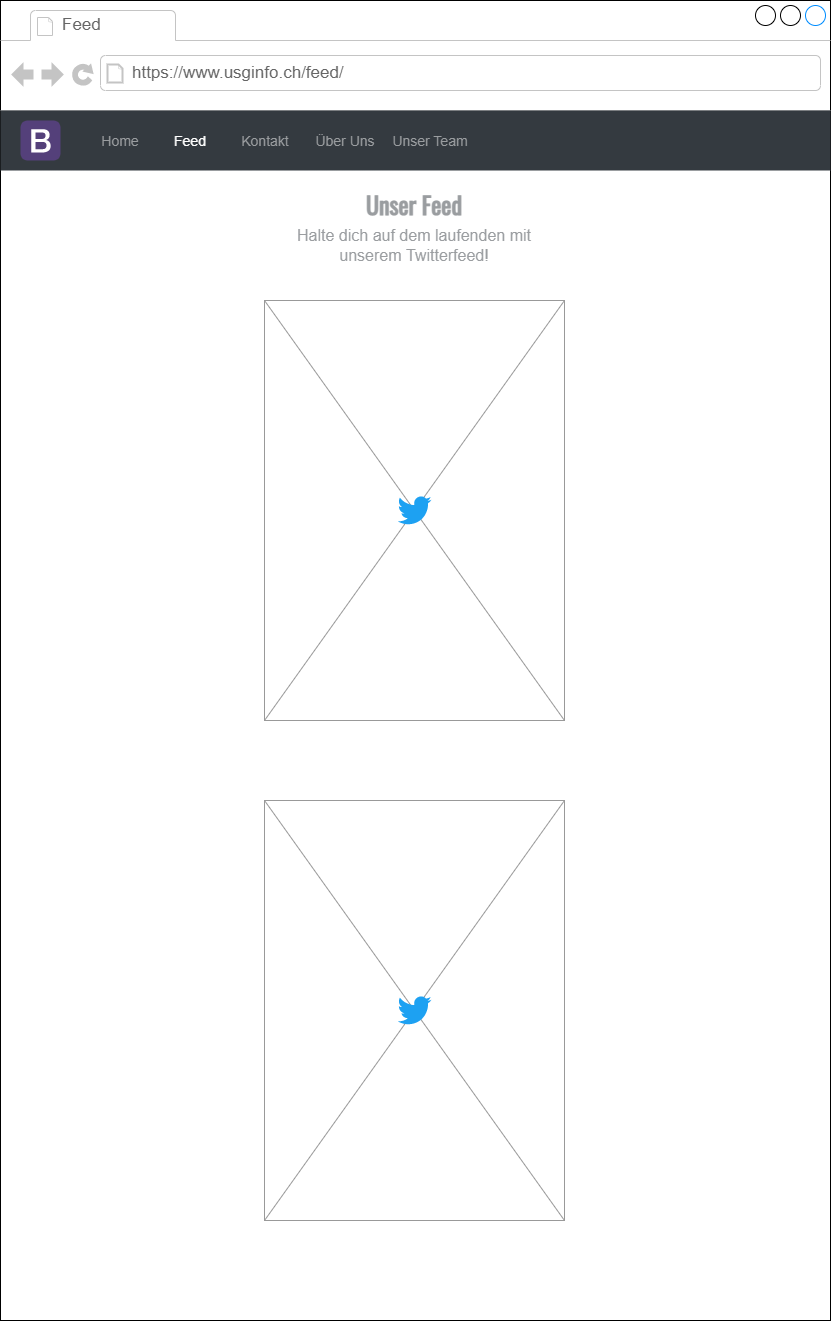 Feed
https://www.usginfo.ch/feed/
B
Home Feed Kontakt Über Uns Unser Team
Unser Feed
Halte dich auf dem laufenden mit
unserem Twitterfeed!